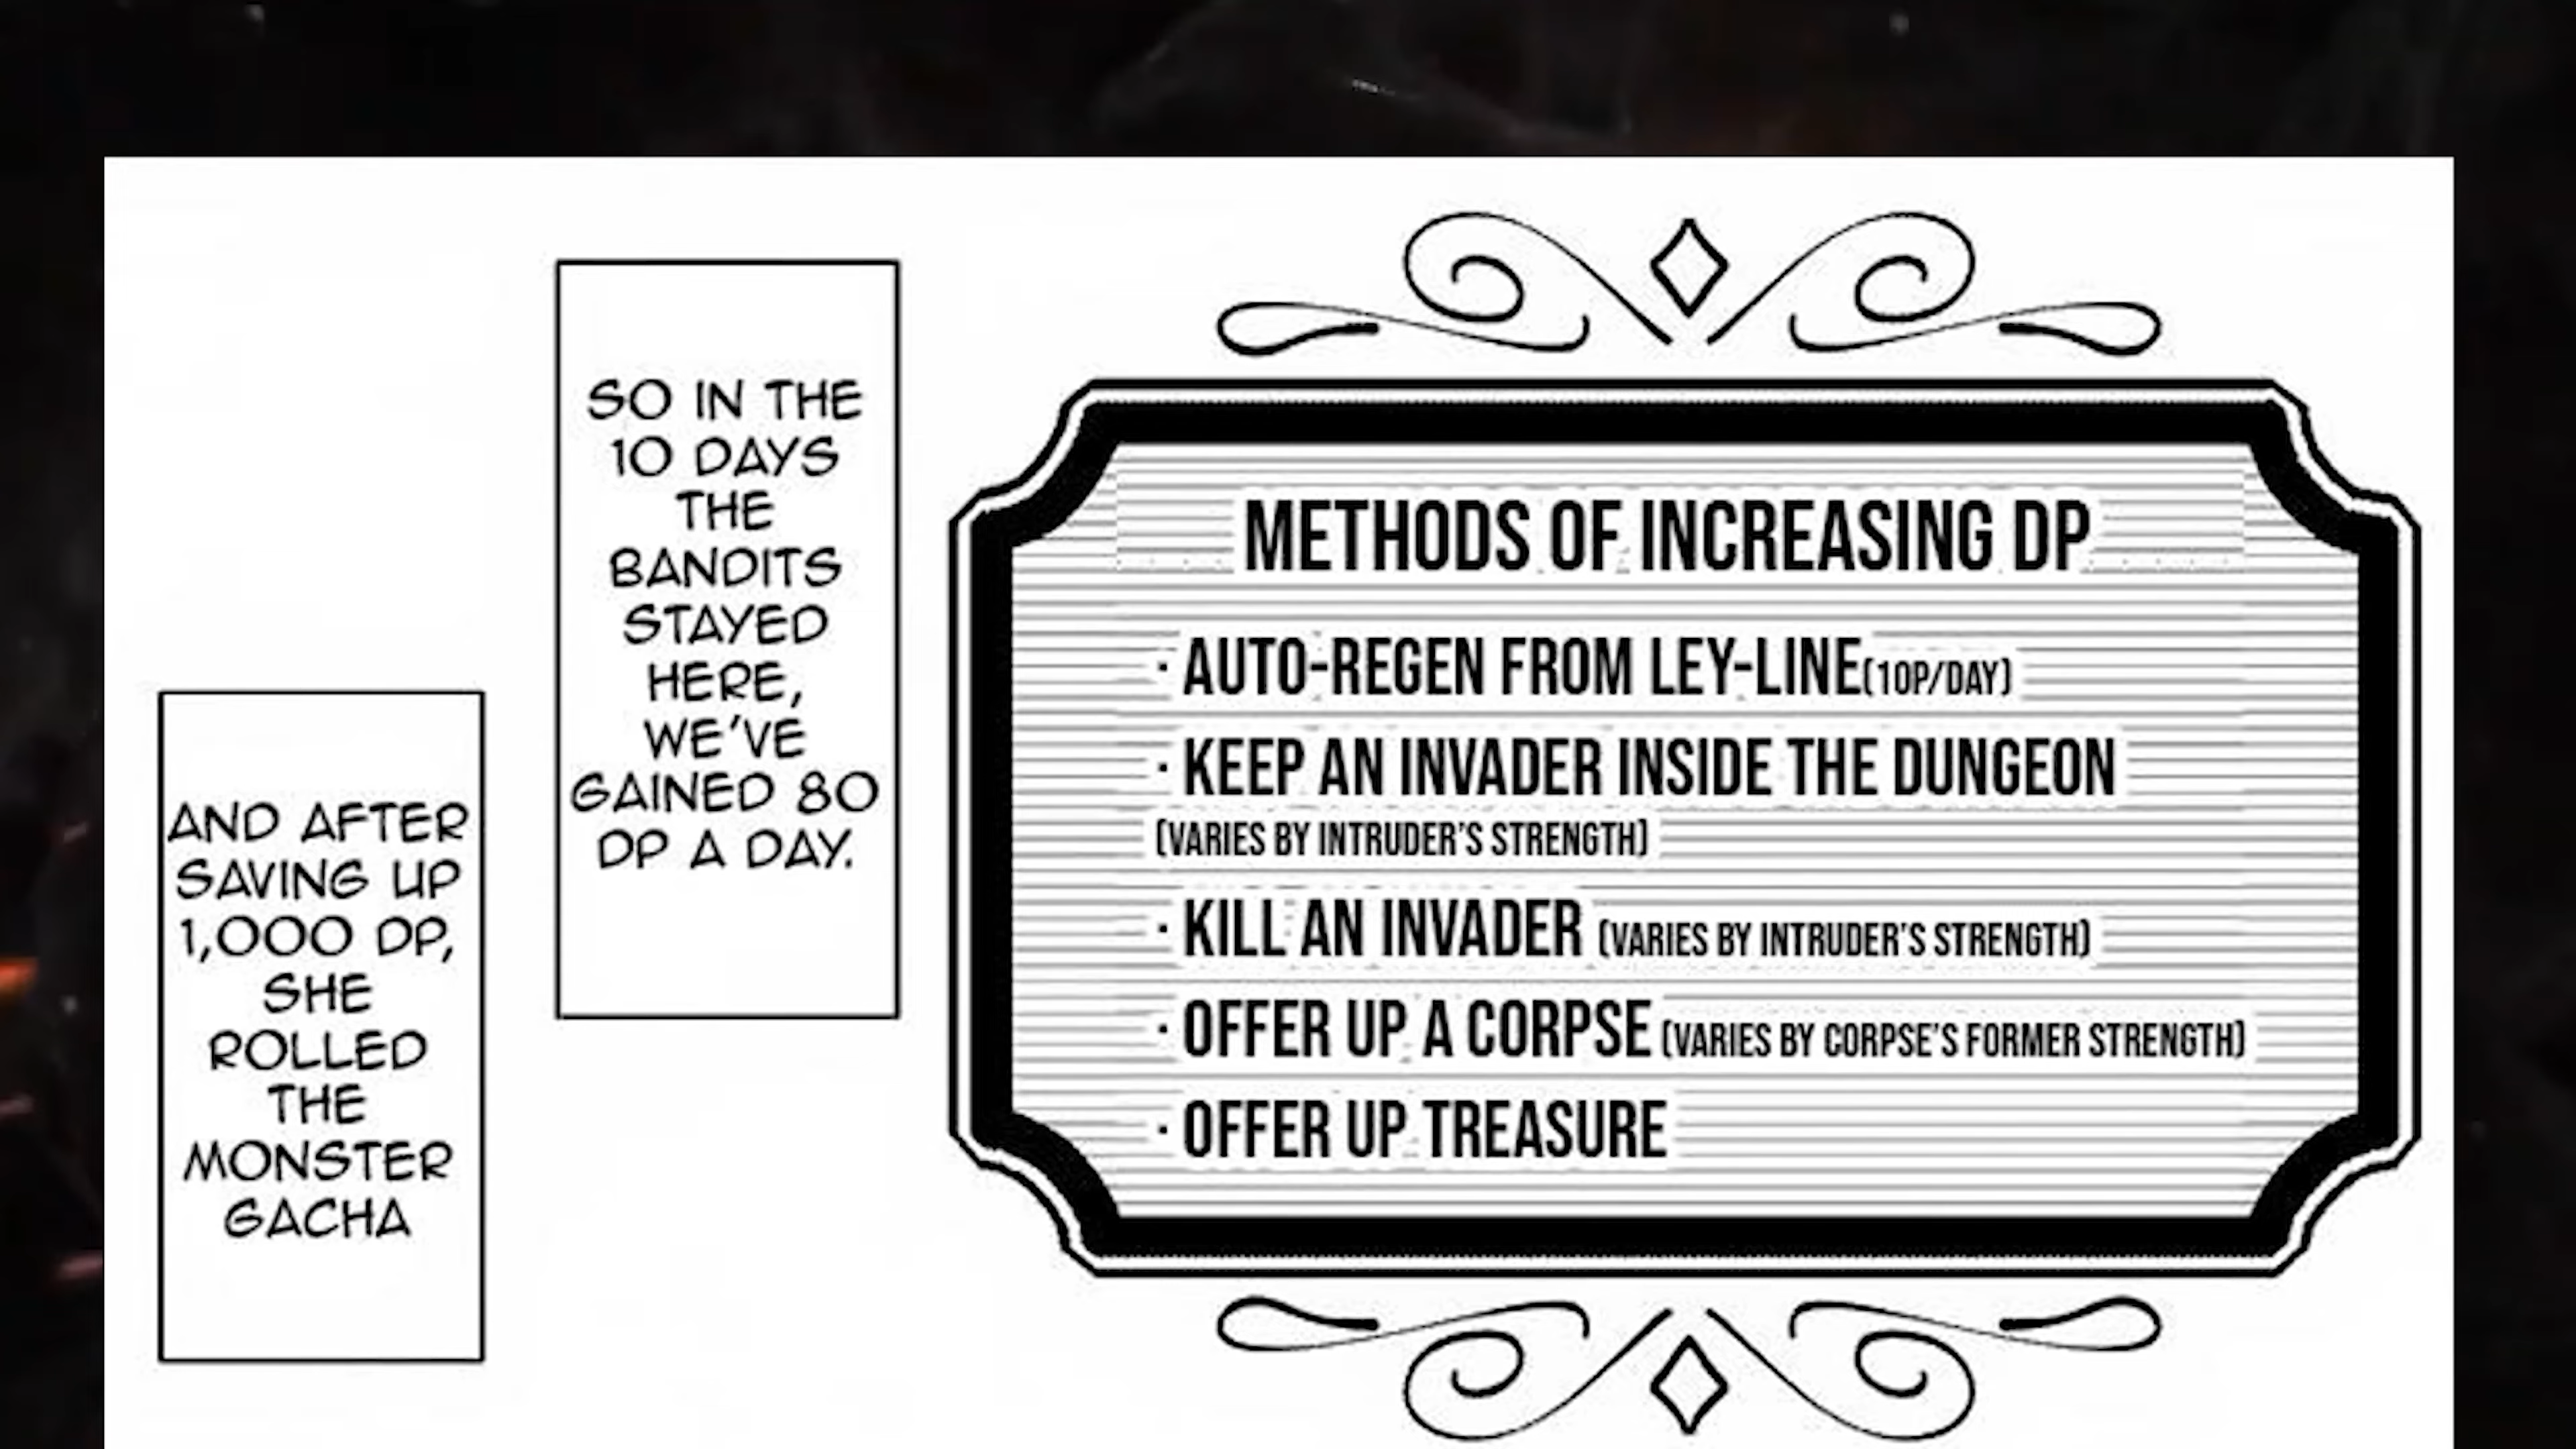 METHODS OF INCREASING DP
· AUTO-REGEN FROM LEY-LINE(10P/DAY)
· KEEP AN INVADER INSIDE THE DUNGEON
(VARIES BY INTRUDER'S STRENGTH)
· KILL AN INVADER (VARIES BY INTRUDER'S STRENGTH)
· OFFER UP A CORPSE (VARIES BY CORPSE'S FORMER STRENGTH)
· OFFER UP TREASURE
SO IN THE
10 DAYS
THE
BANDITS
STAYED
HERE,
WE'VE
GAINED 80
DP A DAY.
AND AFTER
SAVING UP
1,000 DP,
SHE
ROLLED
THE
MONSTER
GACHA